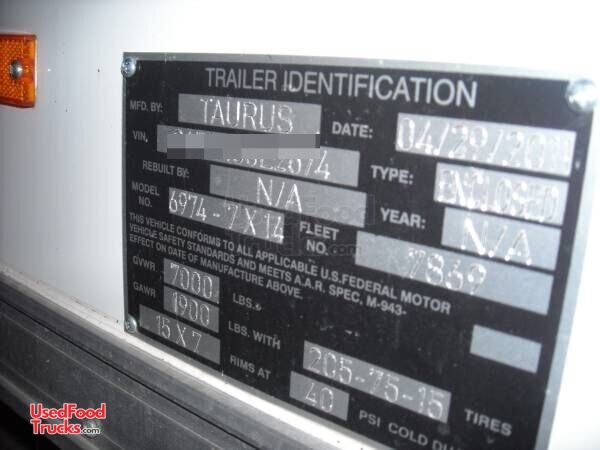 TRAILER IDENTIFICATION
MFD. BY: TAURUS DATE: 04/29/2011
VIN. TYPE: ENCLOSED
REBUILT BY: N/A YEAR: N/A
MODEL NO. 6974-7X14 FLEET NO. 7869
THIS VEHICLE CONFORMS TO ALL APPLICABLE U.S. FEDERAL MOTOR
VEHICLE SAFETY STANDARDS AND MEETS A.A.R. SPEC, M-943-
EFFECT ON DATE OF MANUFACTURE ABOVE.
GVWR. 7000 LBS.
GAWR 1900 LBS. WITH 205-75-15 TIRES
15X7 RIMS AT 40 PSI COLD
UsedFood
Trucks.com